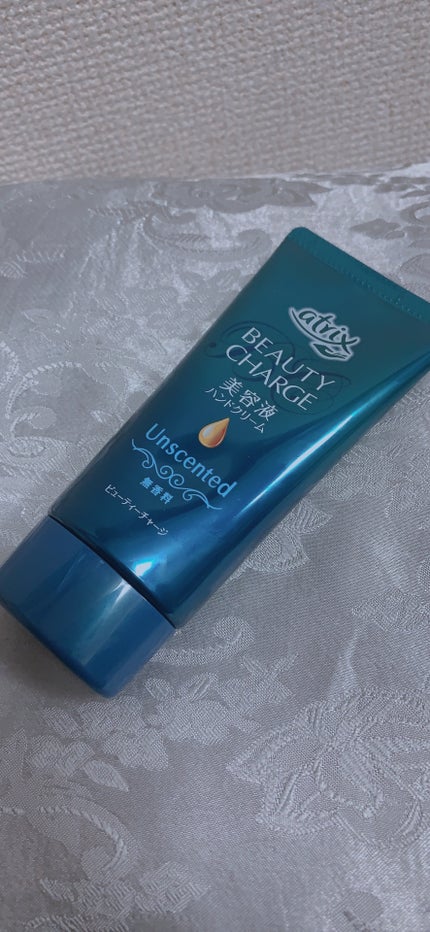 atrix
BEAUTY
CHARGE
美容液
ハンドクリーム
Unscented
無香料
ビューティーチャージ